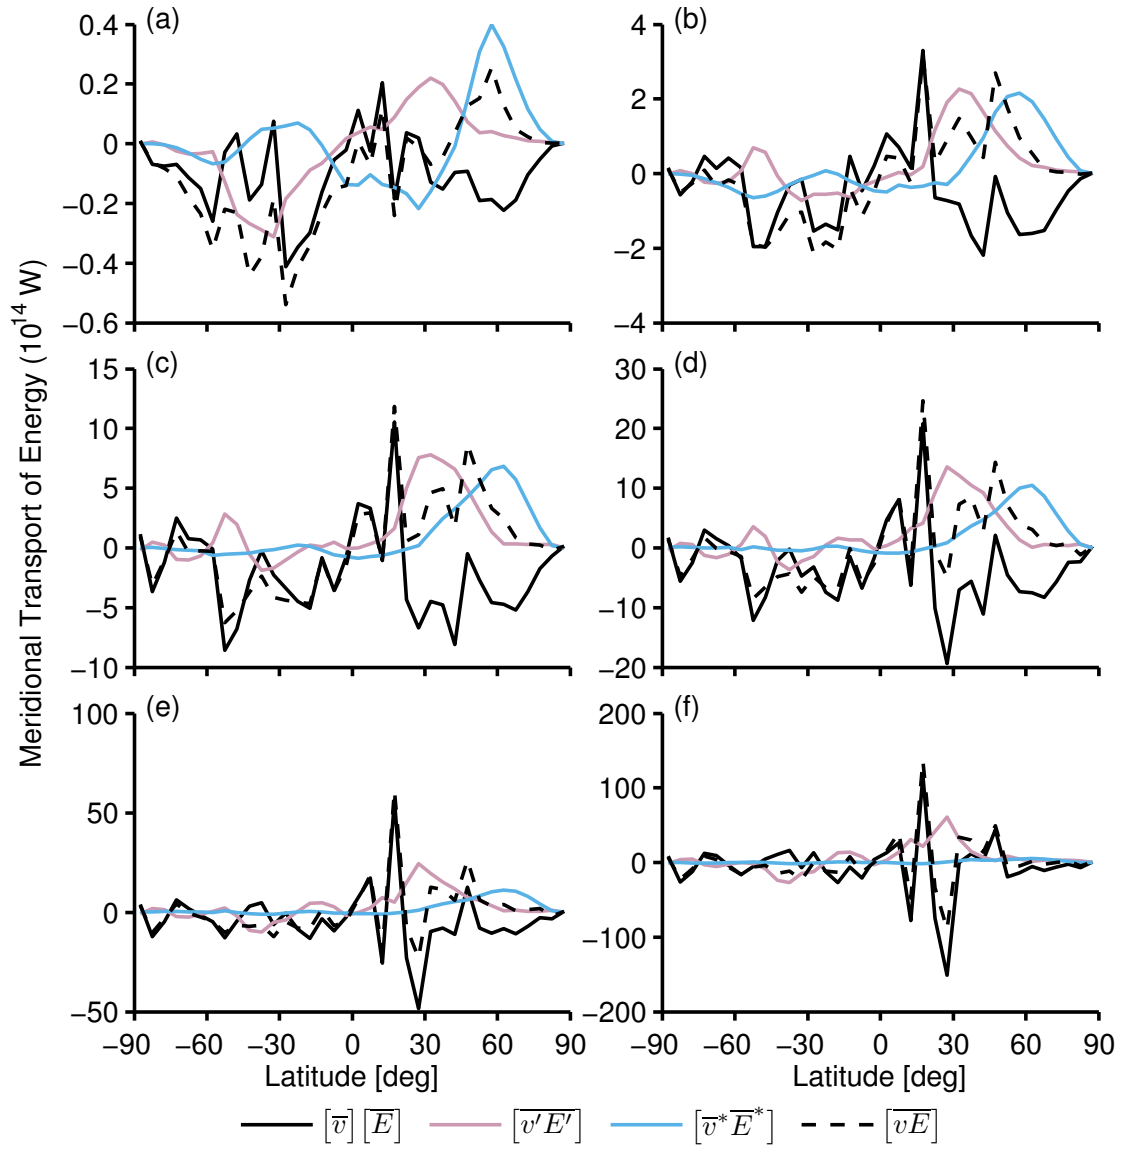 Meridional Transport of Energy (10^14 W)
(a)
0.4
0.2
0
−0.2
−0.4
−0.6
(b)
4
2
0
−2
−4
(c)
15
10
5
0
−5
−10
(d)
30
20
10
0
−10
−20
(e)
100
50
0
−50
−90 −60 −30 0 30 60 90
Latitude [deg]
(f)
200
100
0
−100
−200
−90 −60 −30 0 30 60 90
Latitude [deg]
[v̅][E̅] [v′E′]̅ [v̅*E̅*] [v̅E̅]